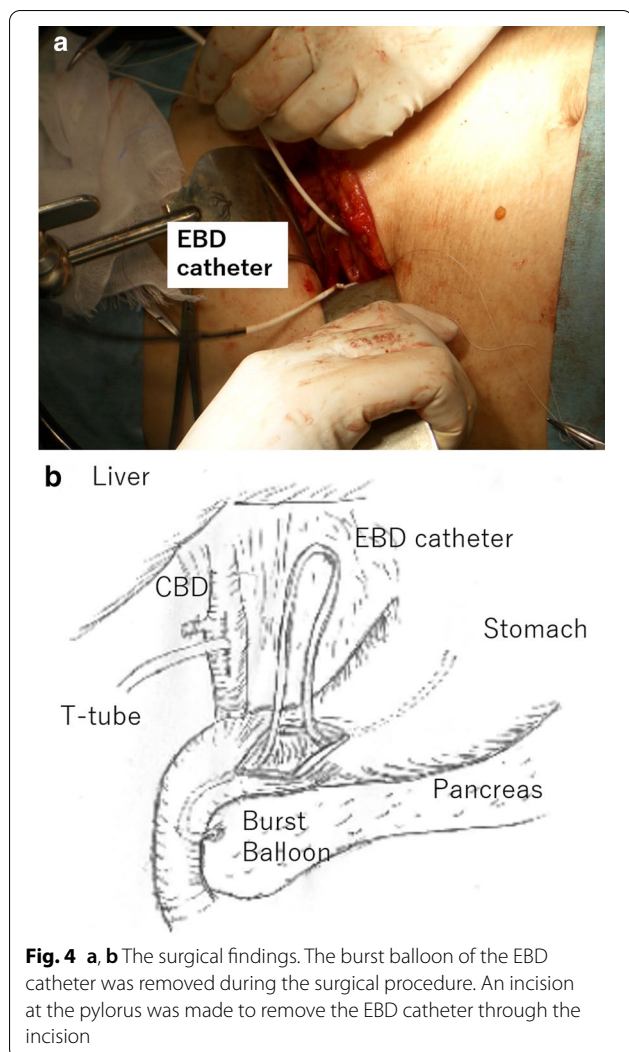 a
EBD
catheter
b Liver
EBD catheter
CBD
Stomach
T-tube
Pancreas
Burst
Balloon
Fig. 4 a, b The surgical findings. The burst balloon of the EBD
catheter was removed during the surgical procedure. An incision
at the pylorus was made to remove the EBD catheter through the
incision